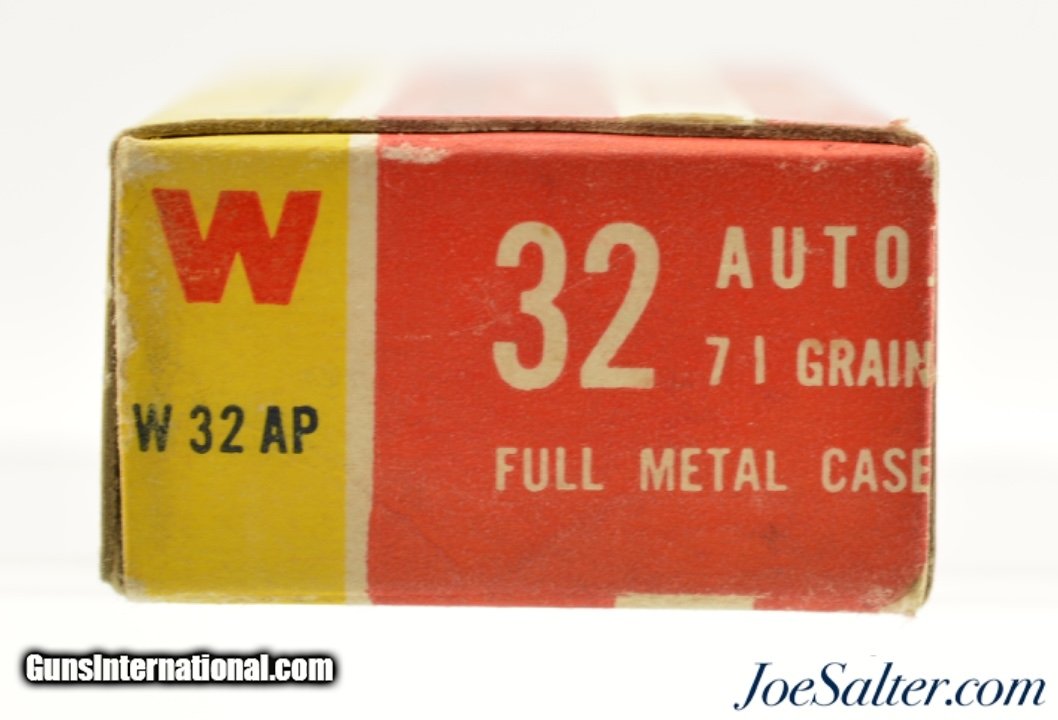 W
W 32 AP
32 AUTO.
71 GRAIN
FULL METAL CASE
GunsInternational.com
JoeSalter.com